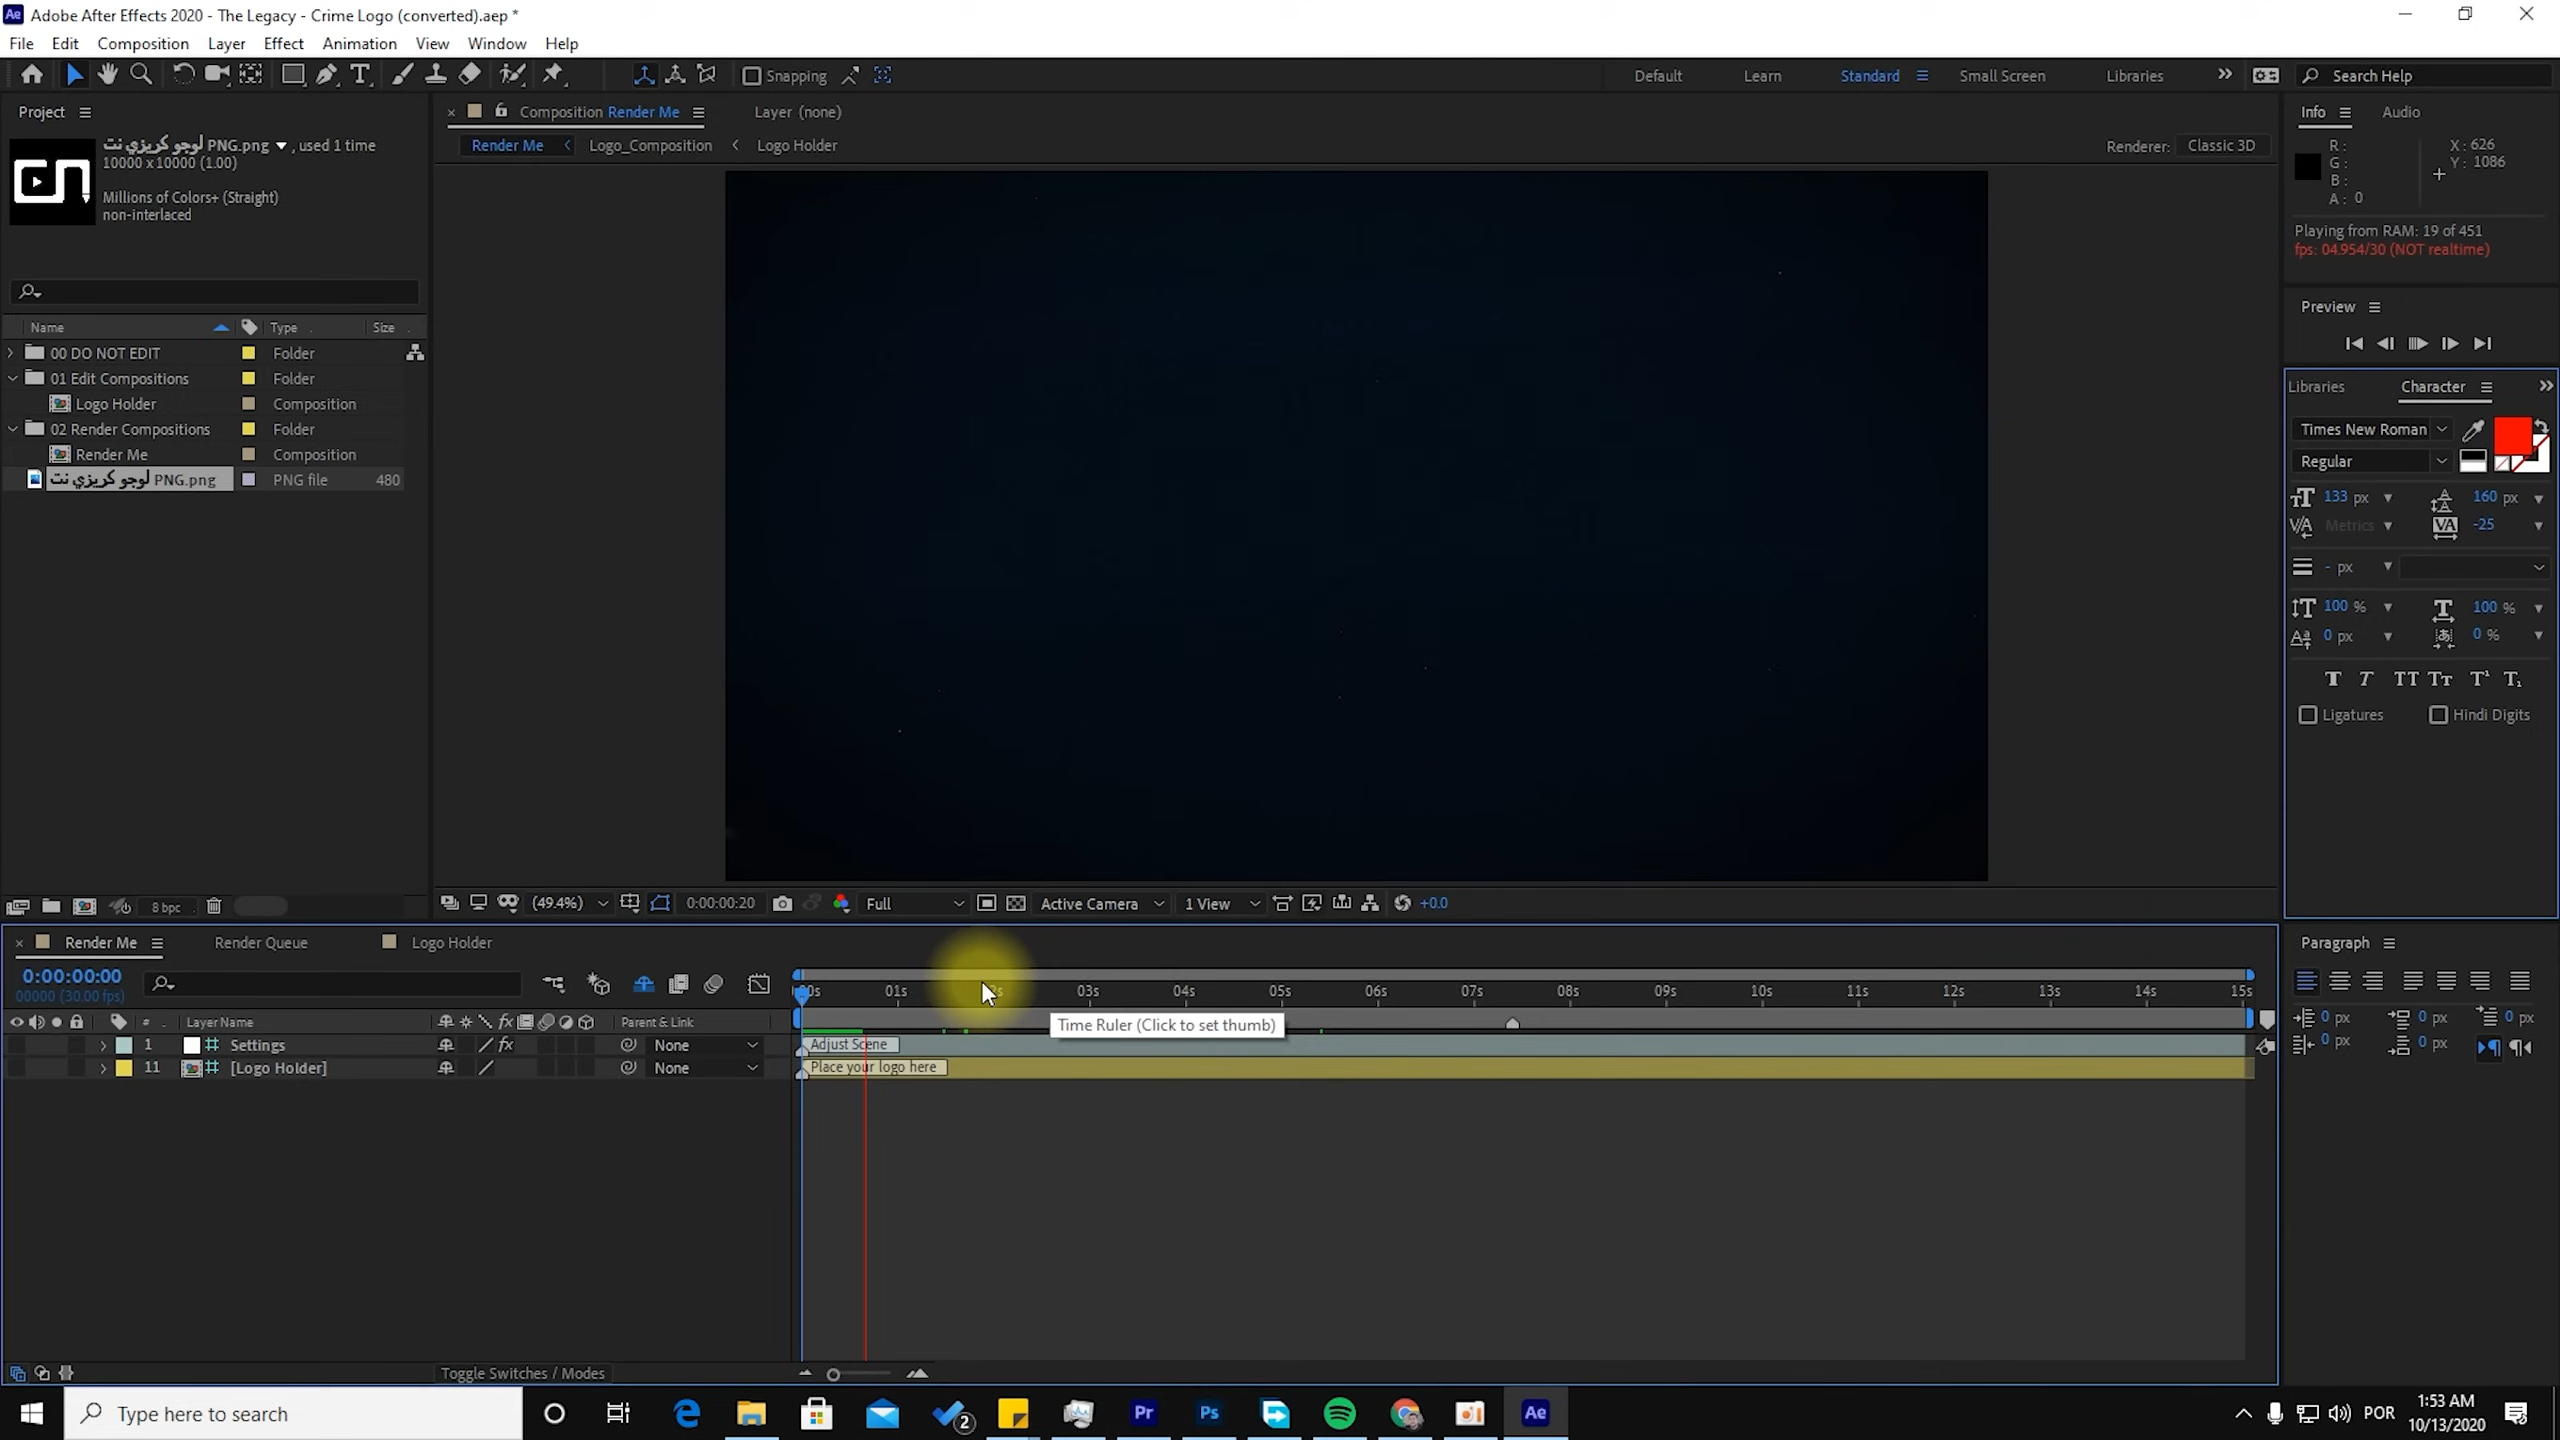 Adobe After Effects 2020 - The Legacy - Crime Logo (converted).aep *
File Edit Composition Layer Effect Animation View Window Help
Snapping
Default Learn Standard Small Screen Libraries Search Help
Project
لوجو كريزي نت PNG.png , used 1 time
10000 x 10000 (1.00)
Millions of Colors+ (Straight)
non-interlaced
Name Type Size
00 DO NOT EDIT Folder
01 Edit Compositions Folder
Logo Holder Composition
02 Render Compositions Folder
Render Me Composition
لوجو كريزي نت PNG.png PNG file 480
8 bpc
Composition Render Me Layer (none)
Render Me Logo_Composition Logo Holder
Renderer: Classic 3D
(49.4%) 0:00:00:20 Full Active Camera 1 View +0.0
Info Audio
R : X : 626
G : Y : 1086
B :
A : 0
Playing from RAM: 19 of 451
fps: 04.954/30 (NOT realtime)
Preview
Libraries Character
Times New Roman
Regular
133 px 160 px
Metrics -25
- px
100 % 100 %
0 px 0 %
Ligatures Hindi Digits
Paragraph
0 px 0 px 0 px
0 px 0 px
Render Me Render Queue Logo Holder
0:00:00:00
00000 (30.00 fps)
01s 03s 04s 05s 06s 07s 08s 09s 10s 11s 12s 13s 14s 15s
# Layer Name Parent & Link
Time Ruler (Click to set thumb)
1 Settings None Adjust Scene
11 [Logo Holder] None Place your logo here
Toggle Switches / Modes
Type here to search
2
Pr
Ps
Ae
POR
1:53 AM
10/13/2020